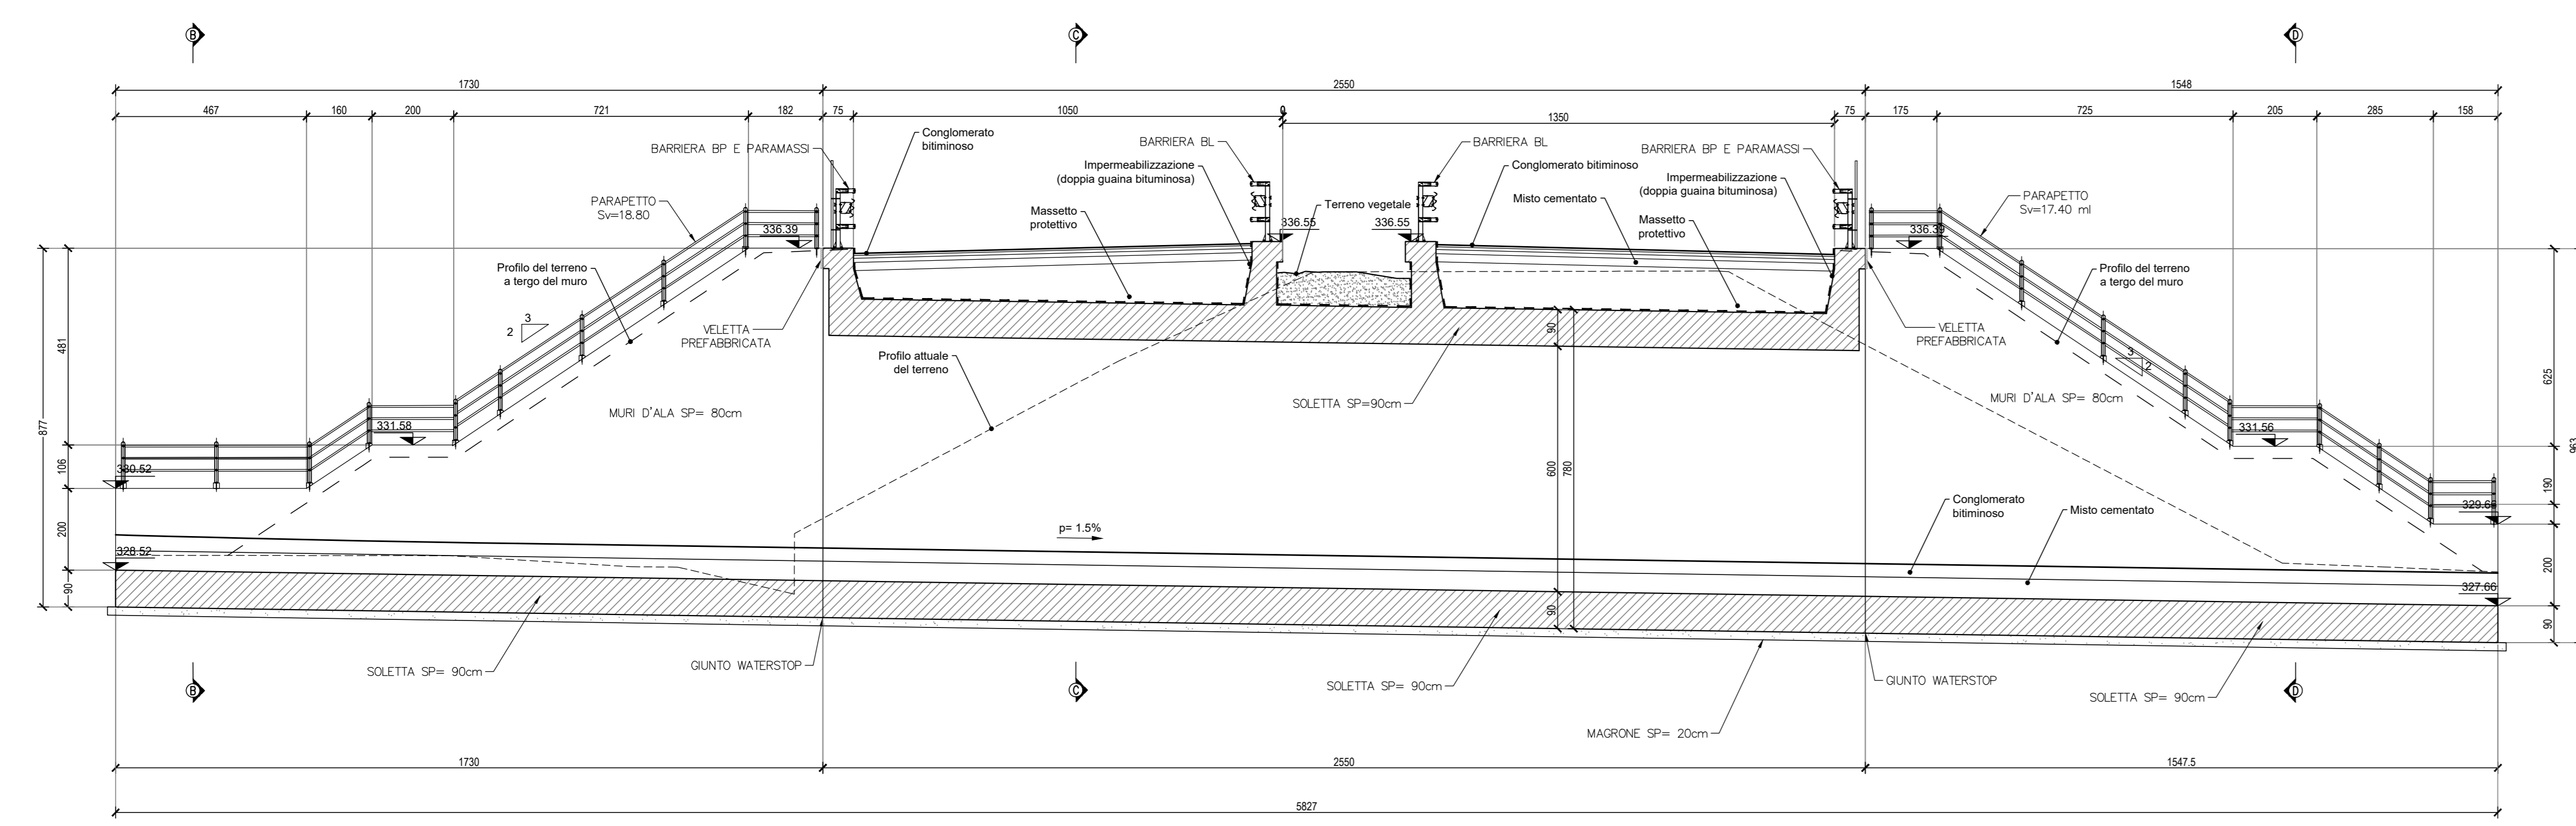 B
C
D
1730
2550
1548
467
160
200
721
182
75
1050
0
1350
75
175
725
205
285
158
BARRIERA BP E PARAMASSI
Conglomerato
bitiminoso
BARRIERA BL
BARRIERA BL
BARRIERA BP E PARAMASSI
Impermeabilizzazione
(doppia guaina bituminosa)
Conglomerato bitiminoso
Impermeabilizzazione
(doppia guaina bituminosa)
PARAPETTO
Sv=18.80
Massetto
protettivo
Terreno vegetale
Misto cementato
Massetto
protettivo
PARAPETTO
Sv=17.40 ml
336.39
336.55
336.55
336.39
Profilo del terreno
a tergo del muro
Profilo del terreno
a tergo del muro
3
2
VELETTA
PREFABBRICATA
90
VELETTA
PREFABBRICATA
481
Profilo attuale
del terreno
3
2
625
MURI D'ALA SP= 80cm
SOLETTA SP=90cm
MURI D'ALA SP= 80cm
877
331.58
331.56
963
106
330.52
600
780
190
329.66
Conglomerato
bitiminoso
Misto cementato
200
p= 1.5%
328.52
200
327.66
90
90
90
SOLETTA SP= 90cm
GIUNTO WATERSTOP
SOLETTA SP= 90cm
GIUNTO WATERSTOP
SOLETTA SP= 90cm
B
C
D
MAGRONE SP= 20cm
1730
2550
1547.5
5827